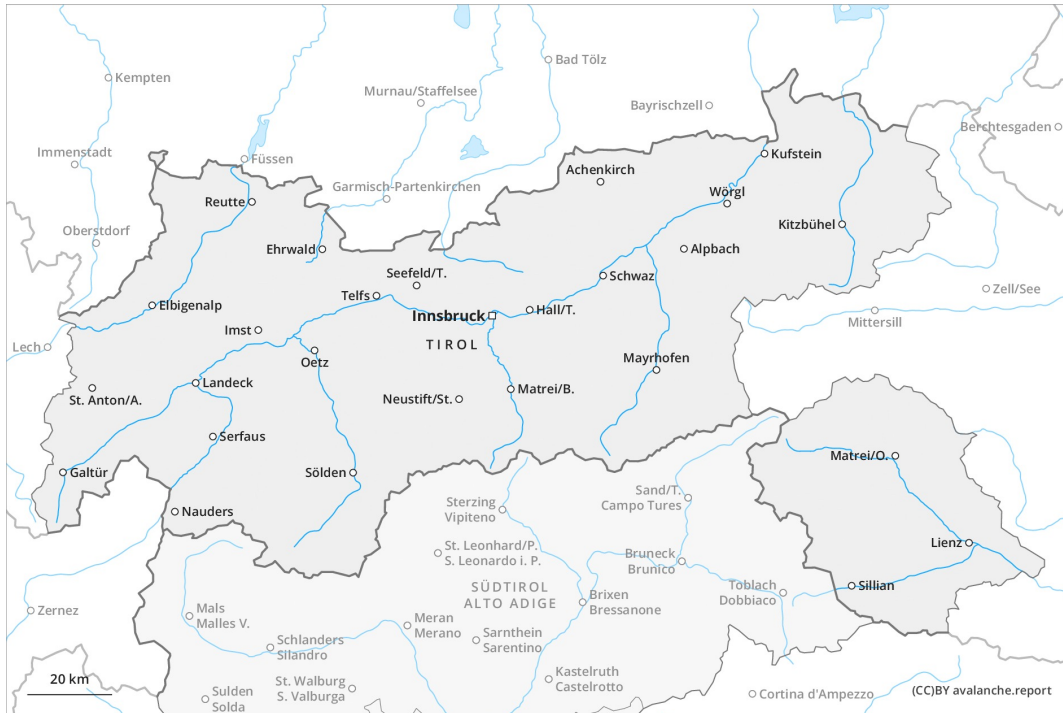 Kempten
Bad Tölz
Murnau/Staffelsee
Bayrischzell
Berchtesgaden
Immenstadt
Füssen
Kufstein
Garmisch-Partenkirchen
Achenkirch
Reutte
Wörgl
Oberstdorf
Kitzbühel
Ehrwald
Alpbach
Seefeld/T.
Schwaz
Zell/See
Telfs
Elbigenalp
Hall/T.
Innsbruck
Mittersill
Imst
TIROL
Lech
Oetz
Mayrhofen
Landeck
Matrei/B.
St. Anton/A.
Neustift/St.
Serfaus
Matrei/O.
Galtür
Sölden
Sand/T.
Campo Tures
Sterzing
Vipiteno
Nauders
Lienz
St. Leonhard/P.
S. Leonardo i. P.
Bruneck
Brunico
SÜDTIROL
ALTO ADIGE
Toblach
Dobbiaco
Sillian
Brixen
Bressanone
Zernez
Mals
Malles V.
Meran
Merano
Sarnthein
Sarentino
Schlanders
Silandro
20 km
Kastelruth
Castelrotto
St. Walburg
S. Valburga
Sulden
Solda
Cortina d'Ampezzo
(CC)BY avalanche.report